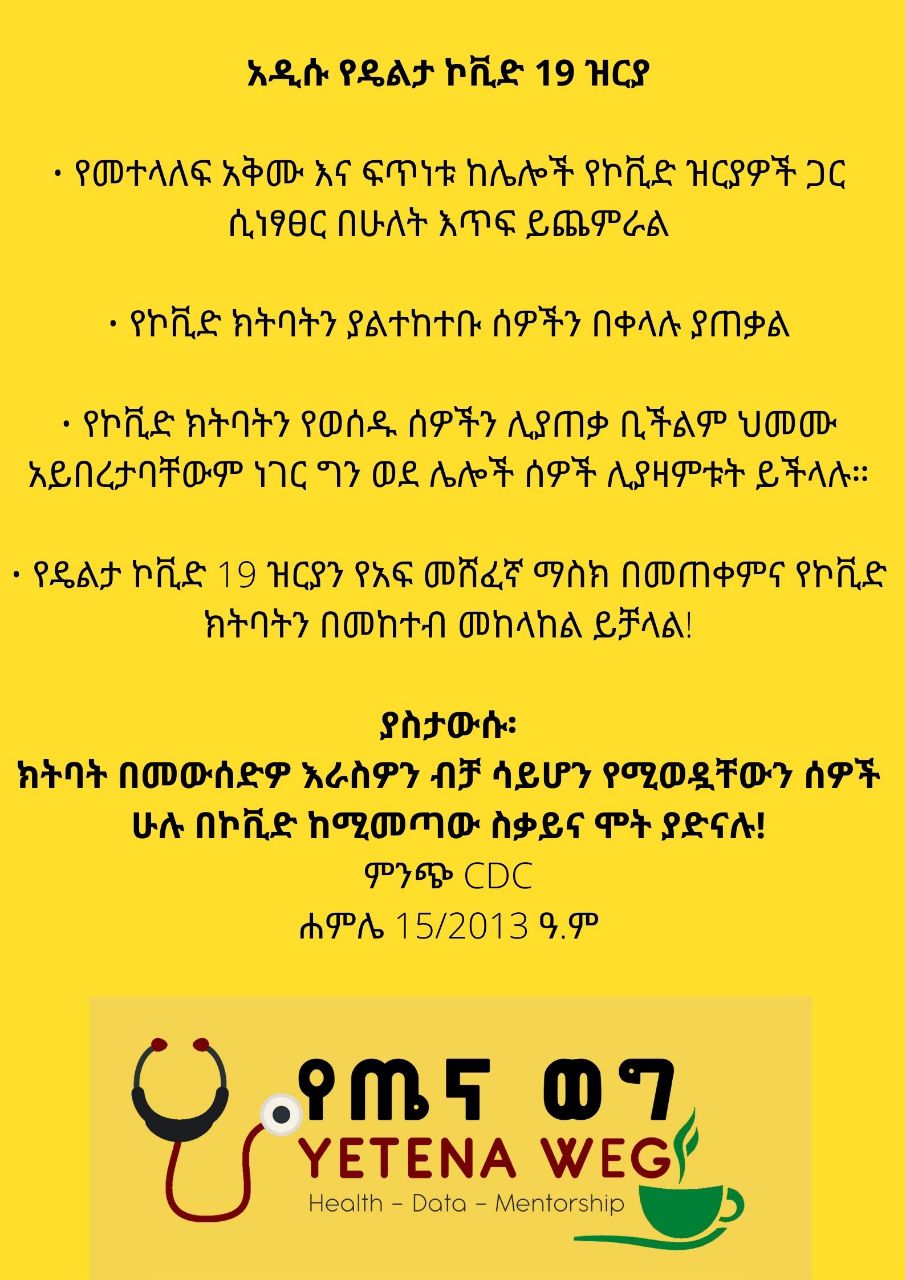 አዲሱ የዴልታ ኮቪድ 19 ዝርያ
• የመተላለፍ አቅሙ እና ፍጥነቱ ከሌሎች የኮቪድ ዝርያዎች ጋር
ሲነፃፀር በሁለት እጥፍ ይጨምራል
• የኮቪድ ክትባትን ያልተከተቡ ሰዎችን በቀላሉ ያጠቃል
• የኮቪድ ክትባትን የወሰዱ ሰዎችን ሊያጠቃ ቢችልም ህመሙ
አይበረታባቸውም ነገር ግን ወደ ሌሎች ሰዎች ሊያዛምቱት ይችላሉ።
• የዴልታ ኮቪድ 19 ዝርያን የአፍ መሸፈኛ ማስክ በመጠቀምና የኮቪድ
ክትባትን በመከተብ መከላከል ይቻላል!
ያስታውሱ፡
ክትባት በመውሰድዎ እራስዎን ብቻ ሳይሆን የሚወዷቸውን ሰዎች
ሁሉ በኮቪድ ከሚመጣው ስቃይና ሞት ያድናሉ!
ምንጭ CDC
ሐምሌ 15/2013 ዓ.ም
የጤና ወግ
YETENA WEG
Health - Data - Mentorship